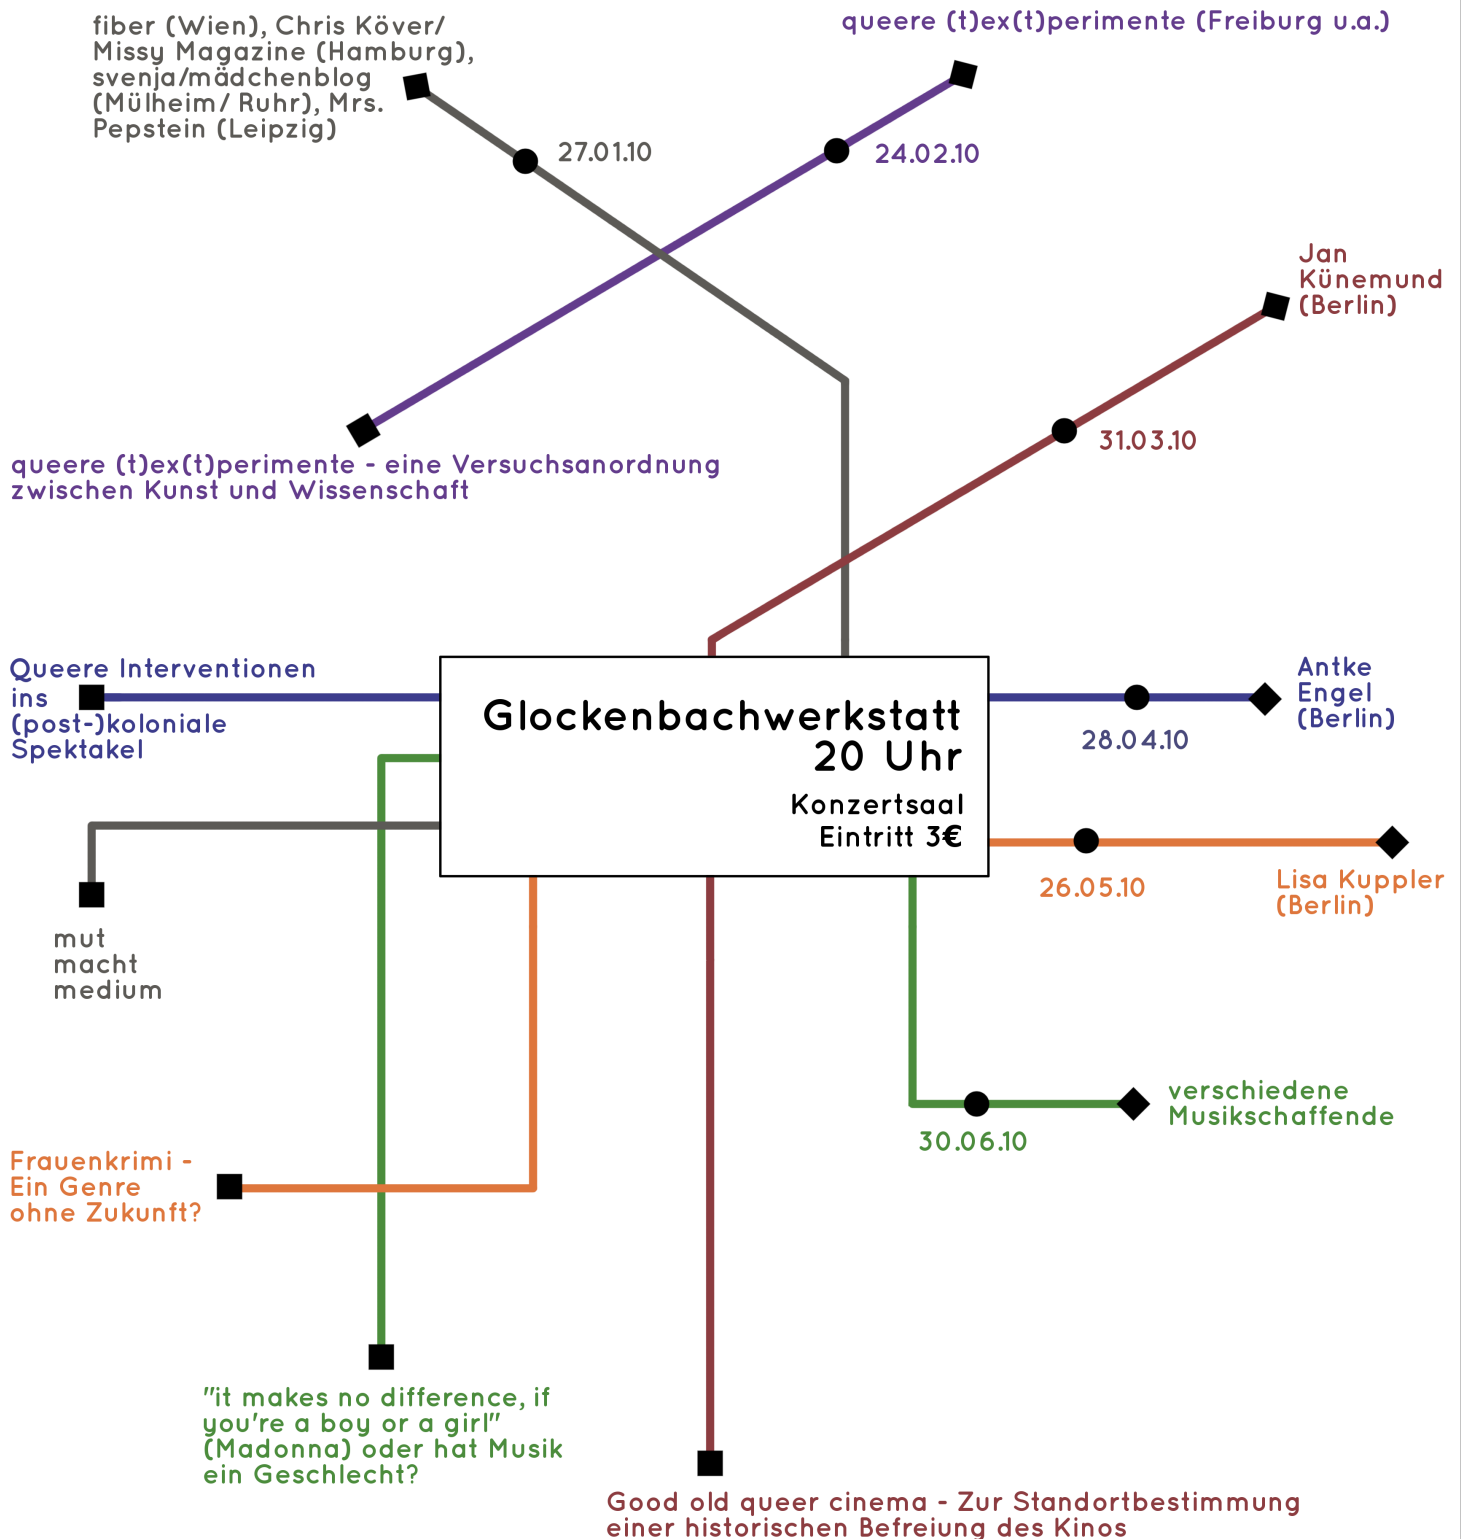 fiber (Wien), Chris Köver/
Missy Magazine (Hamburg),
svenja/mädchenblog
(Mülheim/ Ruhr), Mrs.
Pepstein (Leipzig)
queere (t)ex(t)perimente (Freiburg u.a.)
27.01.10
24.02.10
Jan
Künemund
(Berlin)
31.03.10
queere (t)ex(t)perimente - eine Versuchsanordnung
zwischen Kunst und Wissenschaft
Queere Interventionen
ins
(post-)koloniale
Spektakel
Glockenbachwerkstatt
20 Uhr
Konzertsaal
Eintritt 3€
Antke
Engel
(Berlin)
28.04.10
26.05.10
Lisa Kuppler
(Berlin)
mut
macht
medium
verschiedene
Musikschaffende
30.06.10
Frauenkrimi -
Ein Genre
ohne Zukunft?
"it makes no difference, if
you're a boy or a girl"
(Madonna) oder hat Musik
ein Geschlecht?
Good old queer cinema - Zur Standortbestimmung
einer historischen Befreiung des Kinos